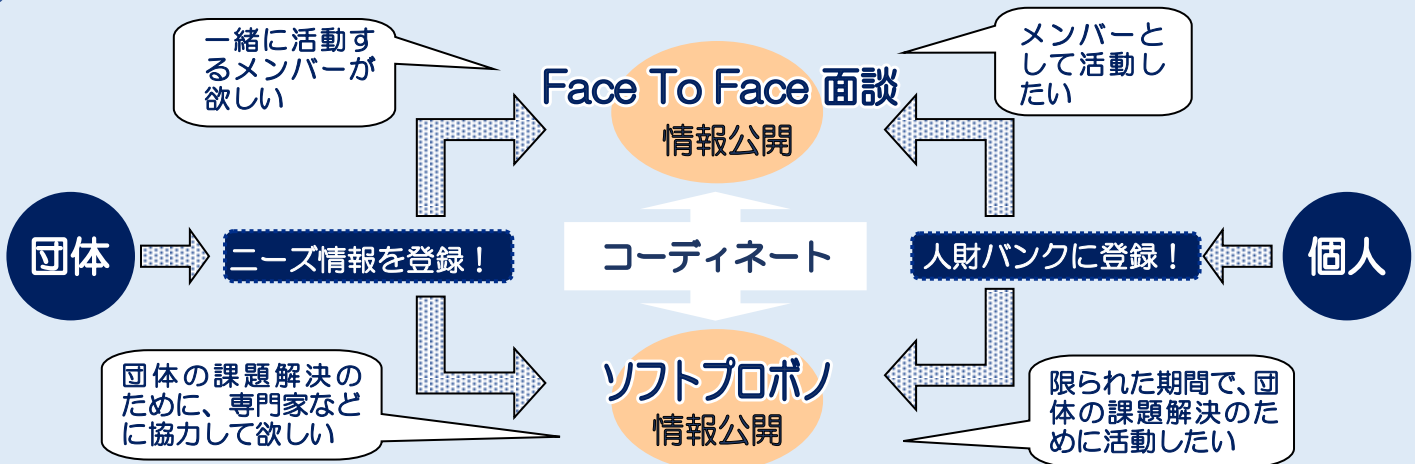 一緒に活動す
るメンバーが
欲しい
メンバーと
して活動し
たい
Face To Face 面談
情報公開
団体
ニーズ情報を登録！
コーディネート
人財バンクに登録！
個人
団体の課題解決の
ために、専門家など
に協力して欲しい
ソフトプロボノ
情報公開
限られた期間で、団
体の課題解決のた
めに活動したい